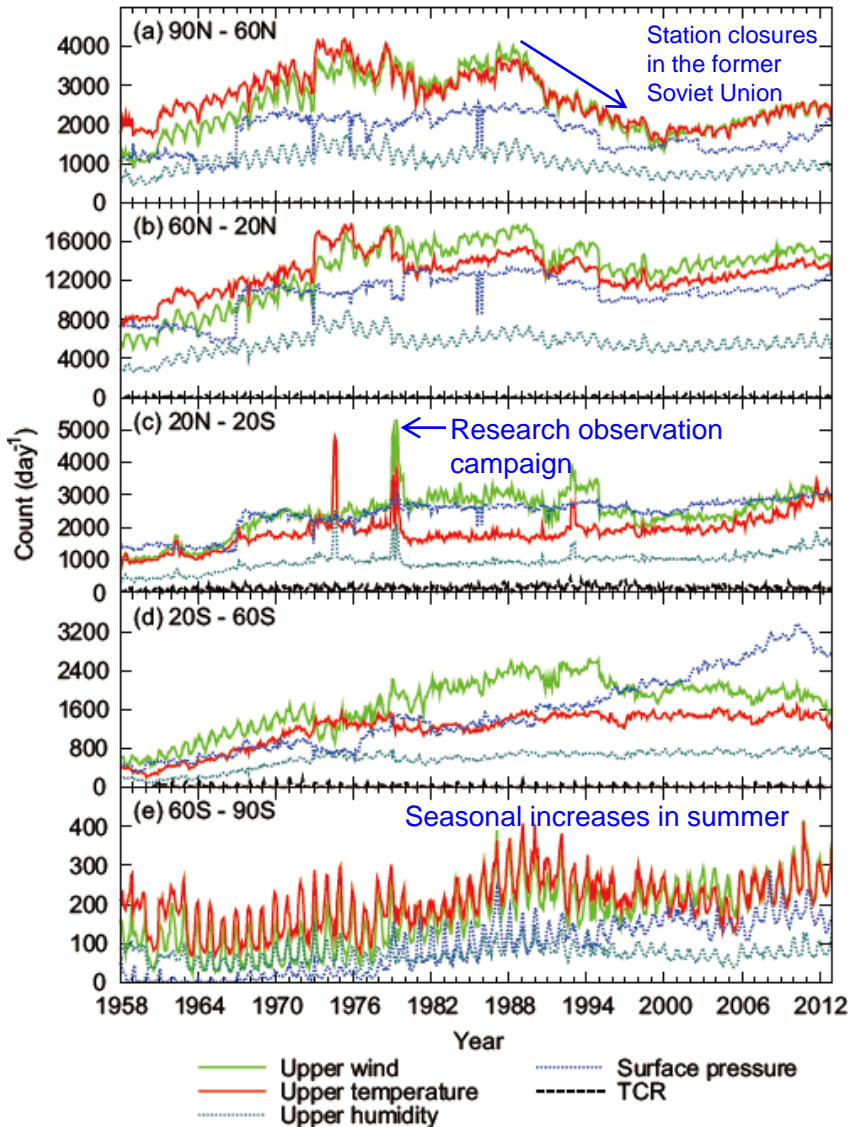 (a) 90N - 60N
Station closures
in the former
Soviet Union
4000
3000
2000
1000
0
(b) 60N - 20N
16000
12000
8000
4000
0
(c) 20N - 20S
Research observation
campaign
5000
4000
3000
2000
1000
0
Count (day⁻¹)
(d) 20S - 60S
3200
2400
1600
800
0
(e) 60S - 90S
Seasonal increases in summer
400
300
200
100
0
1958 1964 1970 1976 1982 1988 1994 2000 2006 2012
Year
Upper wind
Upper temperature
Upper humidity
Surface pressure
TCR